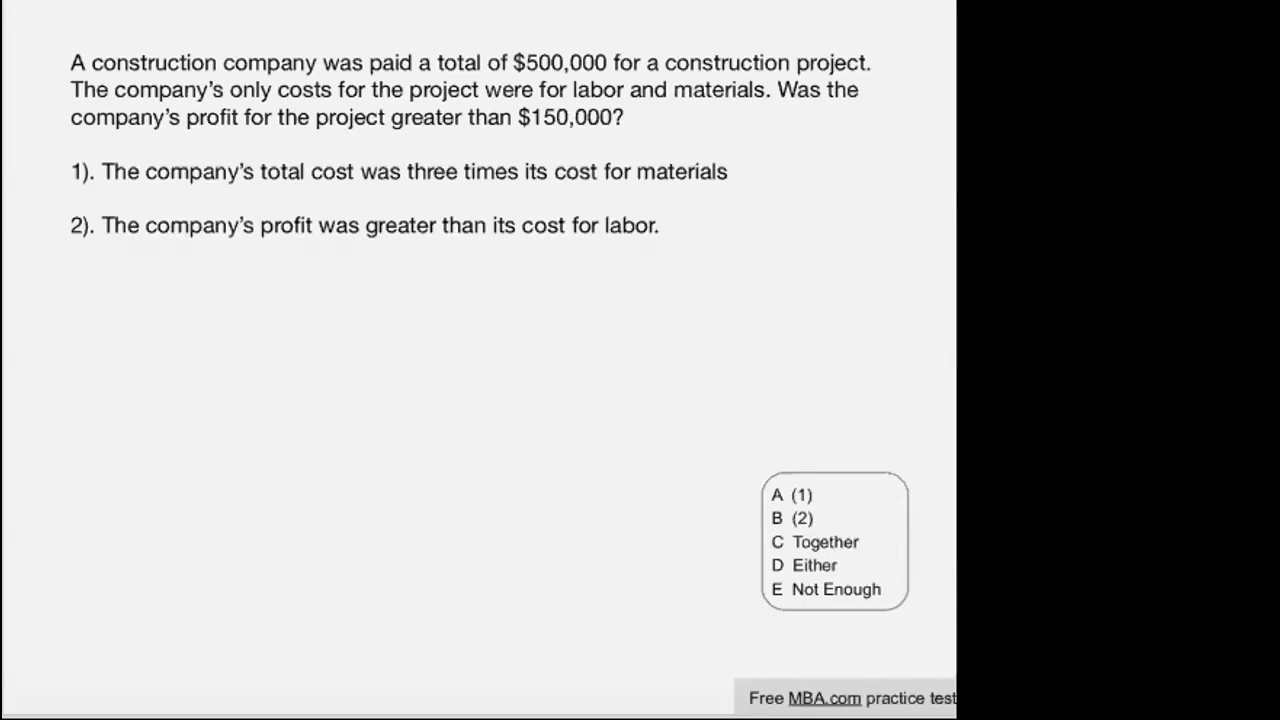 A construction company was paid a total of $500,000 for a construction project.
The company's only costs for the project were for labor and materials. Was the
company's profit for the project greater than $150,000?
1). The company's total cost was three times its cost for materials
2). The company's profit was greater than its cost for labor.
A (1)
B (2)
C Together
D Either
E Not Enough
Free MBA.com practice test